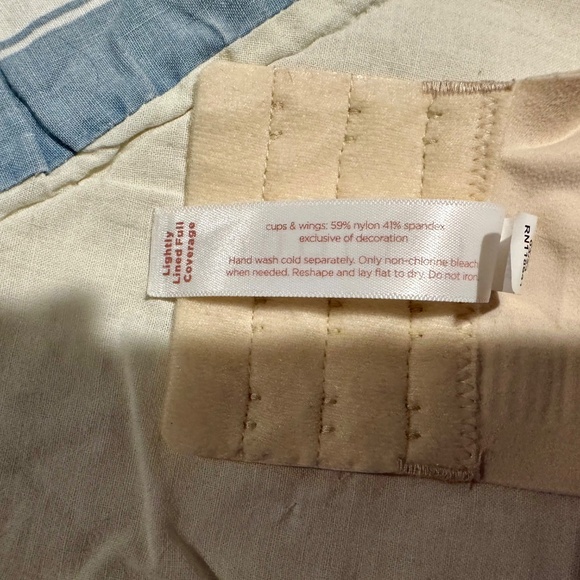 Lightly
Lined Full
Coverage
cups & wings: 59% nylon 41% spandex
exclusive of decoration
Hand wash cold separately. Only non-chlorine bleach
when needed. Reshape and lay flat to dry. Do not iron